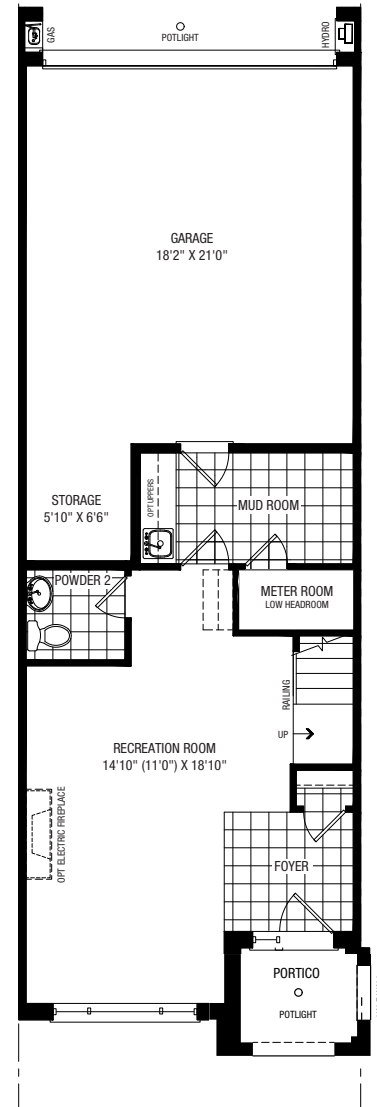 GAS
POTLIGHT
HYDRO
GARAGE
18'2" X 21'0"
STORAGE
5'10" X 6'6"
OPT UPPERS
MUD ROOM
POWDER 2
METER ROOM
LOW HEADROOM
RAILING
UP
RECREATION ROOM
14'10" (11'0") X 18'10"
OPT ELECTRIC FIREPLACE
FOYER
PORTICO
POTLIGHT